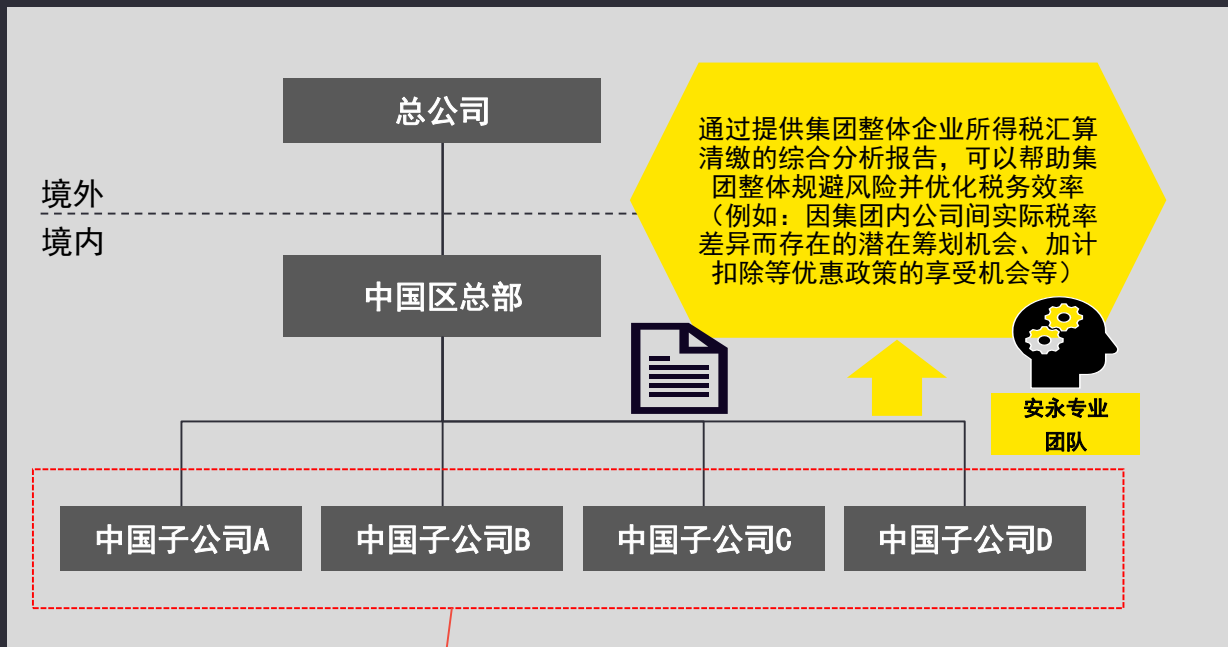 总公司
通过提供集团整体企业所得税汇算
清缴的综合分析报告，可以帮助集
团整体规避风险并优化税务效率
（例如：因集团内公司间实际税率
差异而存在的潜在筹划机会、加计
扣除等优惠政策的享受机会等）
境外
境内
中国区总部
安永专业
团队
中国子公司A
中国子公司B
中国子公司C
中国子公司D